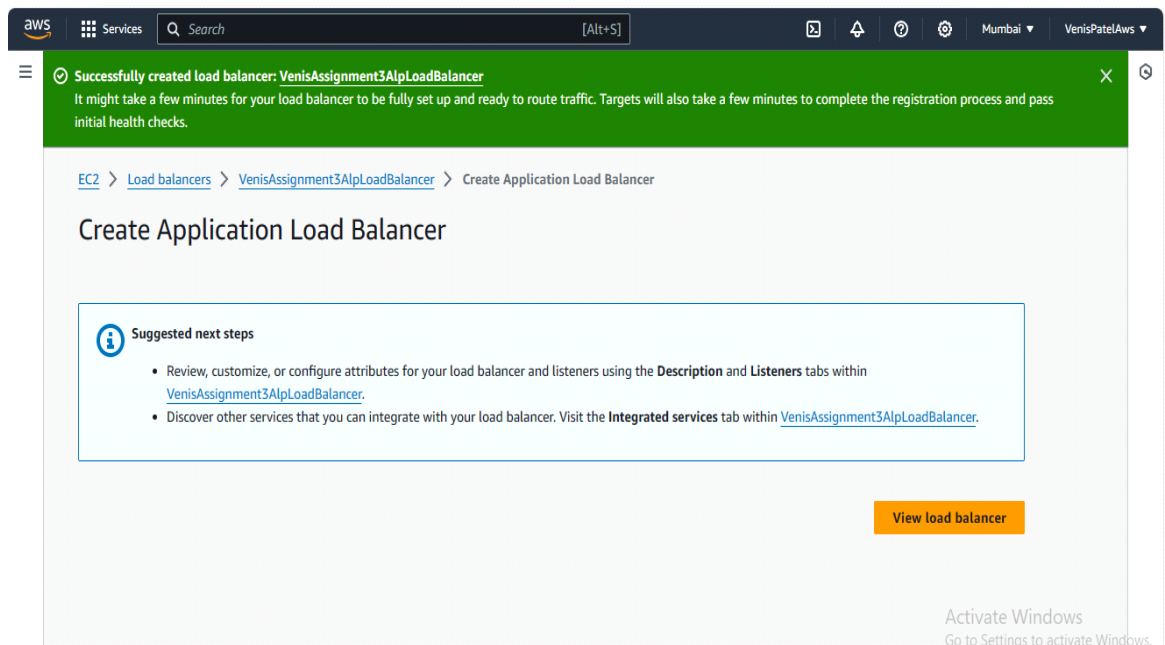 aws Services Search [Alt+S] Mumbai ▼ VenisPatelAws ▼
Successfully created load balancer: VenisAssignment3AlpLoadBalancer
It might take a few minutes for your load balancer to be fully set up and ready to route traffic. Targets will also take a few minutes to complete the registration process and pass
initial health checks.
EC2 > Load balancers > VenisAssignment3AlpLoadBalancer > Create Application Load Balancer
Create Application Load Balancer
Suggested next steps
• Review, customize, or configure attributes for your load balancer and listeners using the Description and Listeners tabs within
VenisAssignment3AlpLoadBalancer.
• Discover other services that you can integrate with your load balancer. Visit the Integrated services tab within VenisAssignment3AlpLoadBalancer.
View load balancer
Activate Windows
Go to Settings to activate Windows.